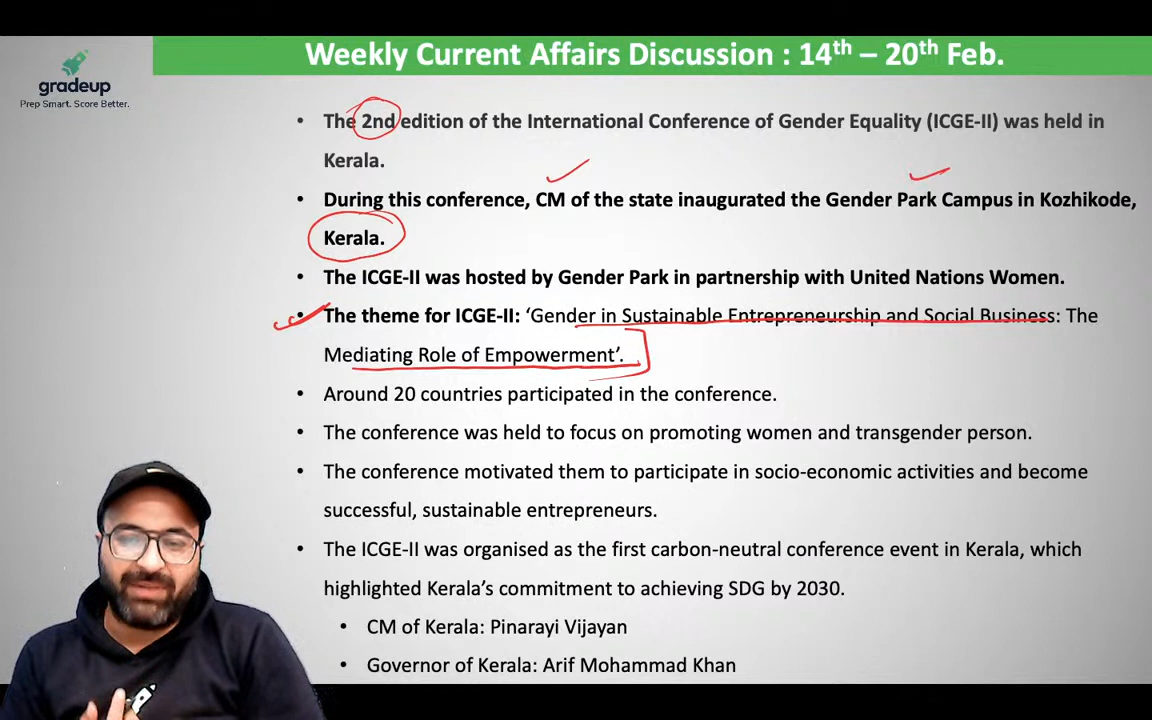 Weekly Current Affairs Discussion : 14th – 20th Feb.
gradeup
Prep Smart. Score Better.
• The 2nd edition of the International Conference of Gender Equality (ICGE-II) was held in
Kerala.
• During this conference, CM of the state inaugurated the Gender Park Campus in Kozhikode,
Kerala.
• The ICGE-II was hosted by Gender Park in partnership with United Nations Women.
• The theme for ICGE-II: ‘Gender in Sustainable Entrepreneurship and Social Business: The
Mediating Role of Empowerment’.
• Around 20 countries participated in the conference.
• The conference was held to focus on promoting women and transgender person.
• The conference motivated them to participate in socio-economic activities and become
successful, sustainable entrepreneurs.
• The ICGE-II was organised as the first carbon-neutral conference event in Kerala, which
highlighted Kerala’s commitment to achieving SDG by 2030.
• CM of Kerala: Pinarayi Vijayan
• Governor of Kerala: Arif Mohammad Khan